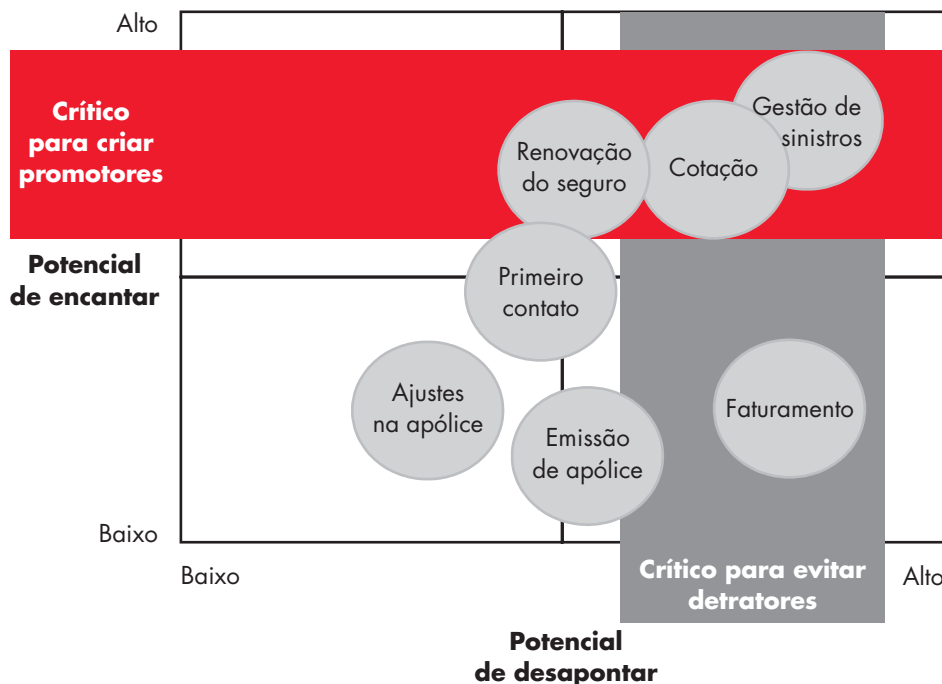 Alto
Crítico
para criar
promotores
Gestão de
sinistros
Renovação
do seguro
Cotação
Potencial
de encantar
Primeiro
contato
Ajustes
na apólice
Faturamento
Emissão
de apólice
Baixo
Baixo
Crítico para evitar
detratores
Alto
Potencial
de desapontar